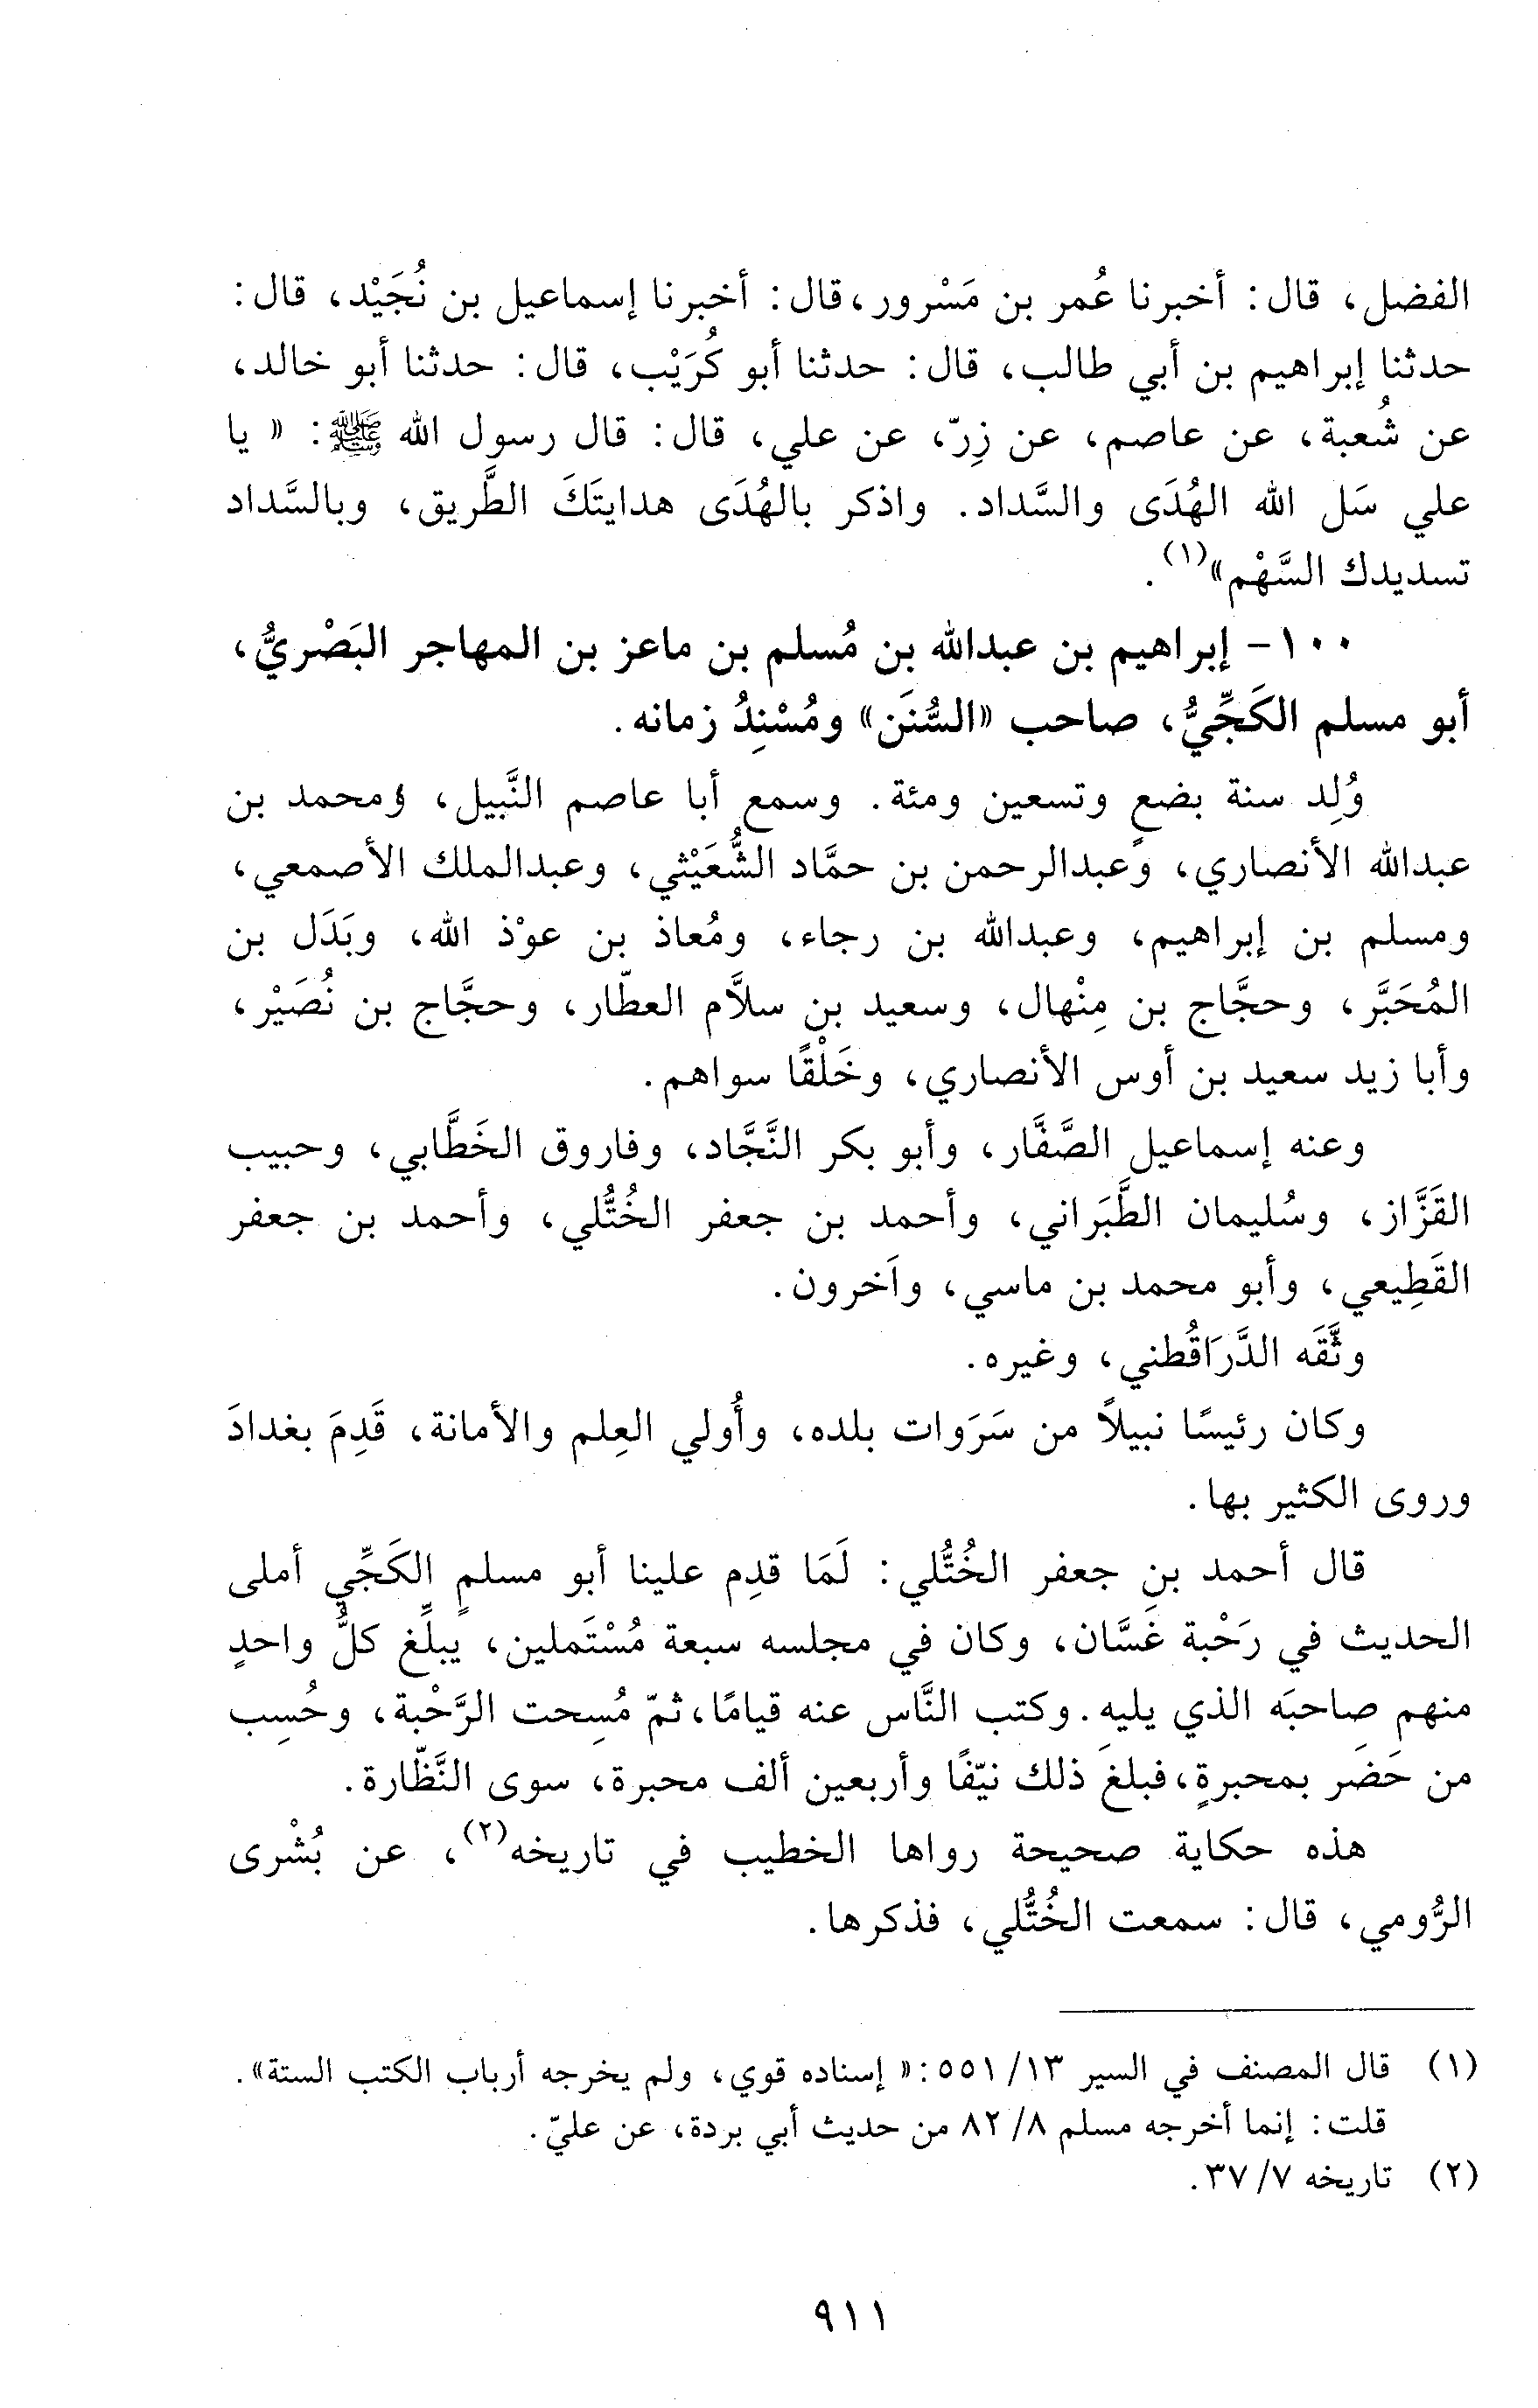 الفضل، قال: أخبرنا عُمر بن مَسْرور، قال: أخبرنا إسماعيل بن نُجَيْد، قال:
حدثنا إبراهيم بن أبي طالب، قال: حدثنا أبو كُرَيْب، قال: حدثنا أبو خالد،
عن شُعبة، عن عاصم، عن زِرّ، عن علي، قال: قال رسول الله ﷺ: «يا
علي سَل الله الهُدَى والسَّداد. واذكر بالهُدَى هدايتَكَ الطَّريق، وبالسَّداد
تسديدك السَّهْم»(١).
١٠٠- إبراهيم بن عبدالله بن مُسلم بن ماعز بن المهاجر البَصْريُّ،
أبو مسلم الكَجِّيُّ، صاحب «السُّنَن» ومُسْنِدُ زمانه.
وُلِد سنة بضعٍ وتسعين ومئة. وسمع أبا عاصم النَّبيل، ومحمد بن
عبدالله الأنصاري، وعبدالرحمن بن حمَّاد الشُّعَيْثي، وعبدالملك الأصمعي،
ومسلم بن إبراهيم، وعبدالله بن رجاء، ومُعاذ بن عوْذ الله، وبَدَل بن
المُحَبَّر، وحجَّاج بن مِنْهال، وسعيد بن سلاَّم العطّار، وحجَّاج بن نُصَيْر،
وأبا زيد سعيد بن أوس الأنصاري، وخَلْقًا سواهم.
وعنه إسماعيل الصَّفَّار، وأبو بكر النَّجَّاد، وفاروق الخَطَّابي، وحبيب
القَزَّاز، وسُليمان الطَّبَراني، وأحمد بن جعفر الخُتُّلي، وأحمد بن جعفر
القَطِيعي، وأبو محمد بن ماسي، وآخرون.
وثَّقَه الدَّرَاقُطني، وغيره.
وكان رئيسًا نبيلاً من سَرَوات بلده، وأُولي العِلم والأمانة، قَدِمَ بغدادَ
وروى الكثير بها.
قال أحمد بن جعفر الخُتُّلي: لَمَا قدِم علينا أبو مسلمٍ الكَجِّي أملى
الحديث في رَحْبة غَسَّان، وكان في مجلسه سبعة مُسْتَملين، يبلِّغ كلُّ واحدٍ
منهم صاحبَه الذي يليهِ. وكتب النَّاس عنه قيامًا، ثمّ مُسِحت الرَّحْبة، وحُسِب
من حَضَر بمحبرةٍ، فبلغَ ذلك نيّفًا وأربعين ألف محبرة، سوى النَّظّارة.
هذه حكاية صحيحة رواها الخطيب في تاريخه(٢)، عن بُشْرى
الرُّومي، قال: سمعت الخُتُّلي، فذكرها.
(١) قال المصنف في السير ١٣/ ٥٥١: «إسناده قوي، ولم يخرجه أرباب الكتب الستة».
قلت: إنما أخرجه مسلم ٨/ ٨٢ من حديث أبي بردة، عن عليّ.
(٢) تاريخه ٧/ ٣٧.
٩١١